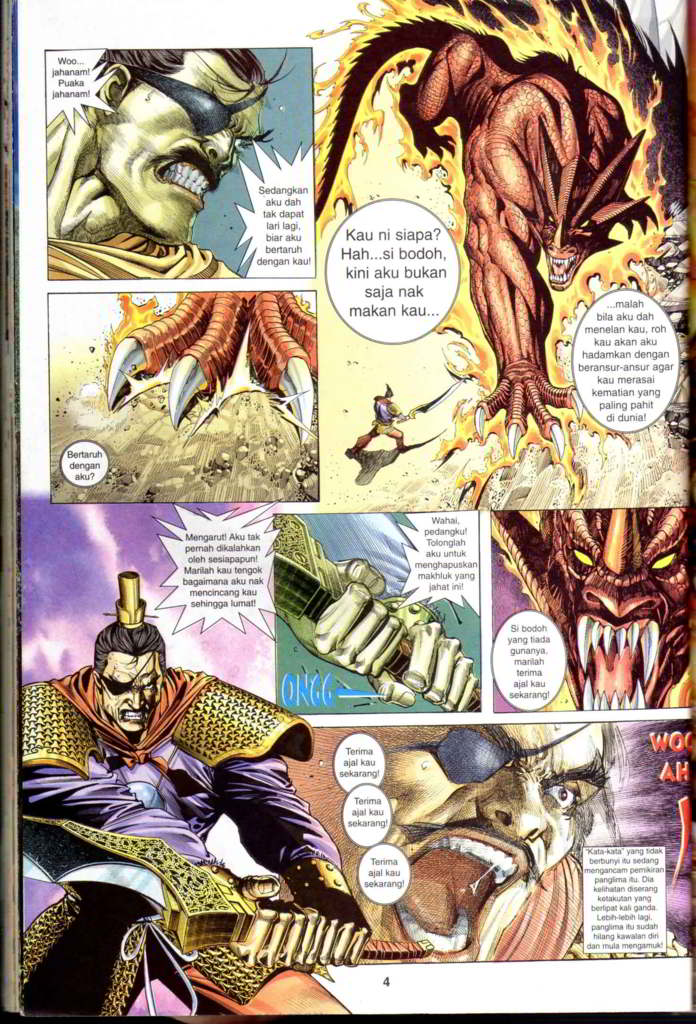 Woo...
jahanam!
Puaka
jahanam!
Sedangkan
aku dah
tak dapat
lari lagi,
biar aku
bertaruh
dengan kau!
Kau ni siapa?
Hah...si bodoh,
kini aku bukan
saja nak
makan kau...
...malah
bila aku dah
menelan kau, roh
kau akan aku
hadamkan dengan
beransur-ansur agar
kau merasai
kematian yang
paling pahit
di dunia!
Bertaruh
dengan
aku?
Mengarut! Aku tak
pernah dikalahkan
oleh sesiapapun!
Marilah kau tengok
bagaimana aku nak
mencincang kau
sehingga lumat!
Wahai,
pedangku!
Tolonglah
aku untuk
menghapuskan
makhluk yang
jahat ini!
ONGG
Si bodoh
yang tiada
gunanya,
marilah
terima
ajal kau
sekarang!
Terima
ajal kau
sekarang!
Terima
ajal kau
sekarang!
Terima
ajal kau
sekarang!
WOO
AH
"Kata-kata" yang tidak
berbunyi itu sedang
mengancam pemikiran
panglima itu. Dia
kelihatan diserang
ketakutan yang
berlipat kali ganda.
Lebih-lebih lagi,
panglima itu sudah
hilang kawalan diri
dan mula mengamuk!
4